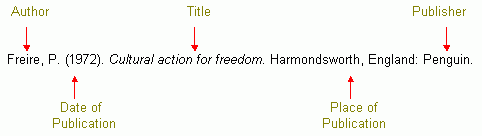 Author Title Publisher
Freire, P. (1972). Cultural action for freedom. Harmondsworth, England: Penguin.
Date of Place of
Publication Publication